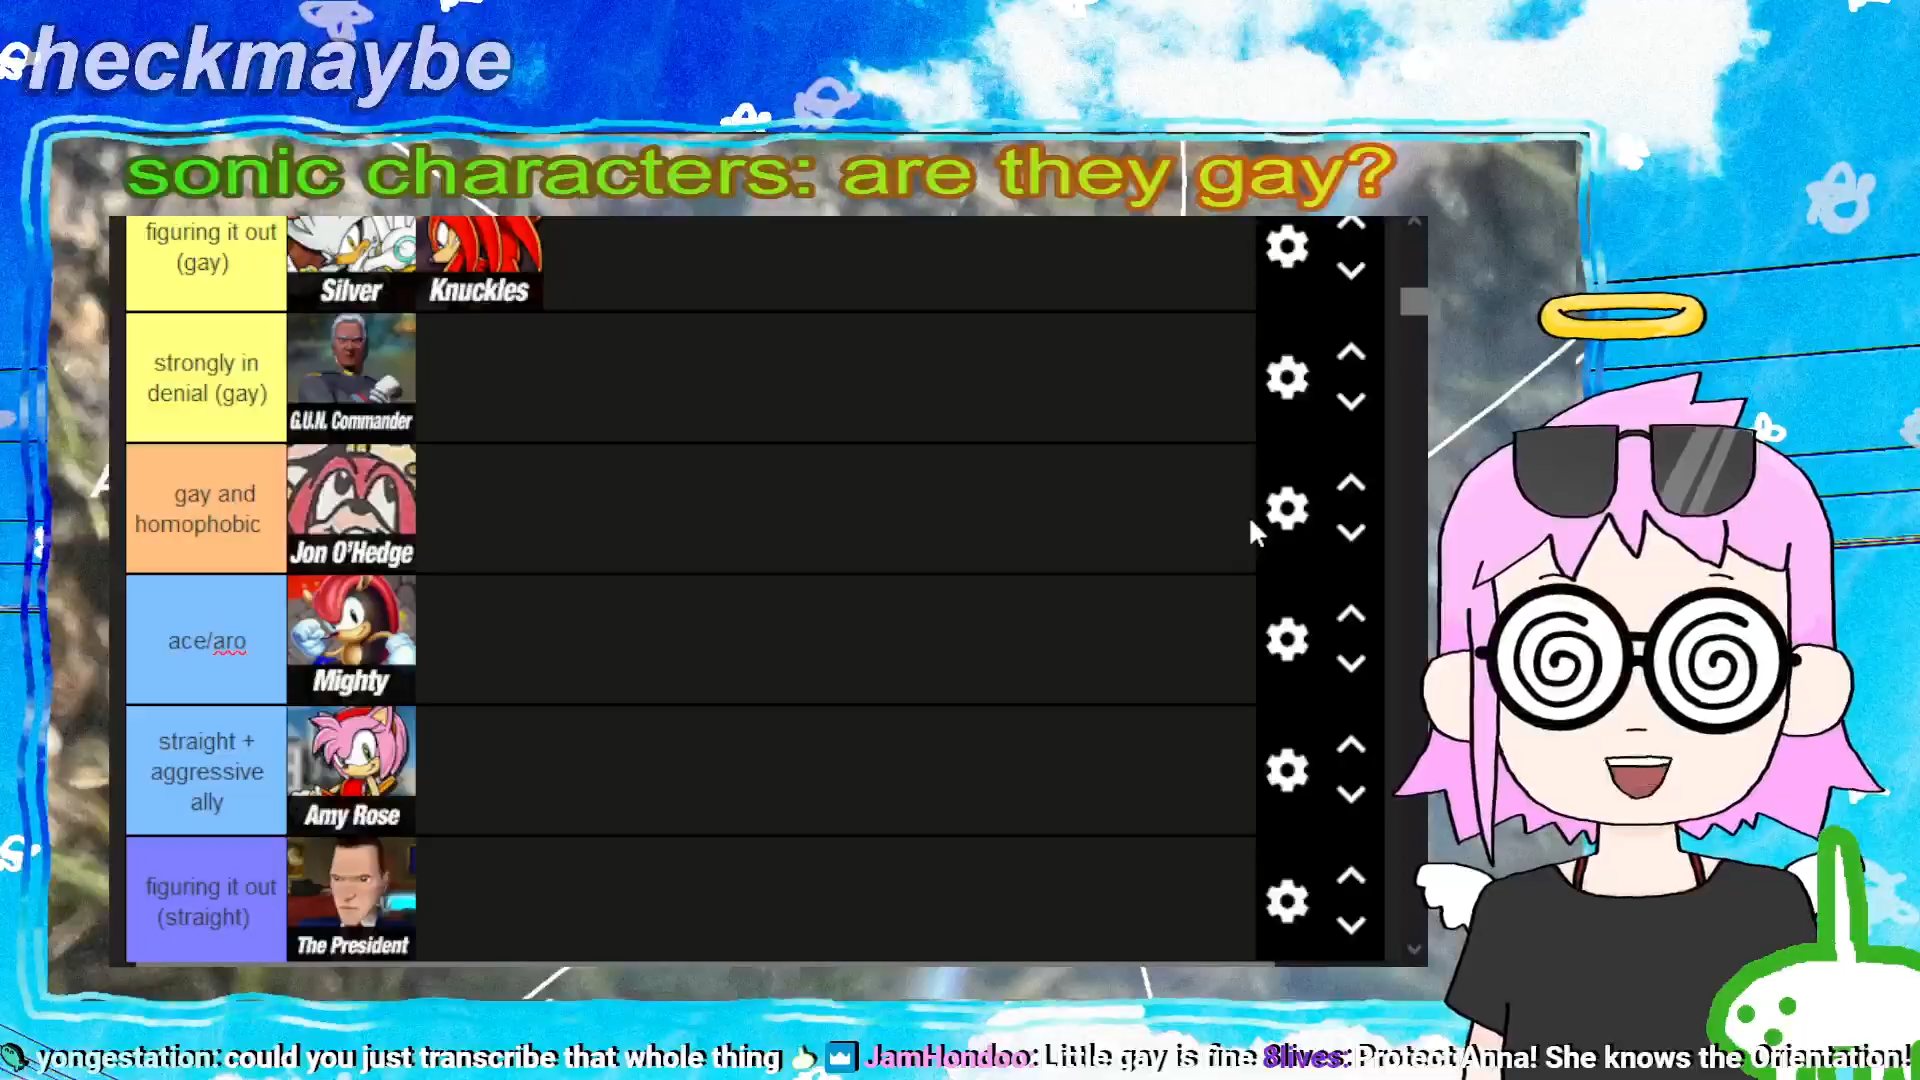 heckmaybe
sonic characters: are they gay?
figuring it out
(gay)
Silver
Knuckles
strongly in
denial (gay)
G.U.N. Commander
gay and
homophobic
Jon O'Hedge
ace/aro
Mighty
straight +
aggressive
ally
Amy Rose
figuring it out
(straight)
The President
yongestation: could you just transcribe that whole thing JamHondoo: Little gay is fine 8lives: Protect Anna! She knows the Orientation!